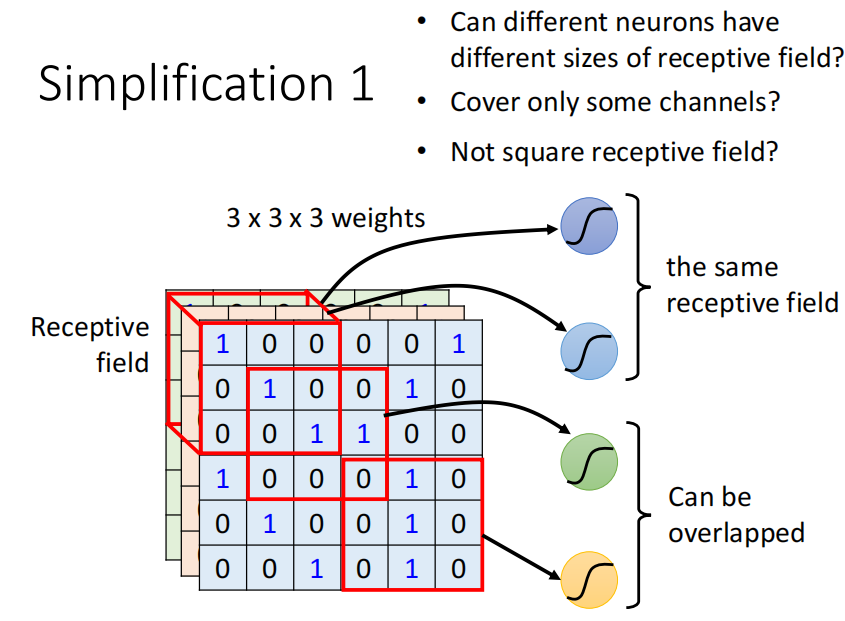 Simplification 1
• Can different neurons have
different sizes of receptive field?
• Cover only some channels?
• Not square receptive field?
3 x 3 x 3 weights
the same
receptive field
Receptive
field
1 0 0 0 0 1
0 1 0 0 1 0
0 0 1 1 0 0
1 0 0 0 1 0
0 1 0 0 1 0
0 0 1 0 1 0
Can be
overlapped